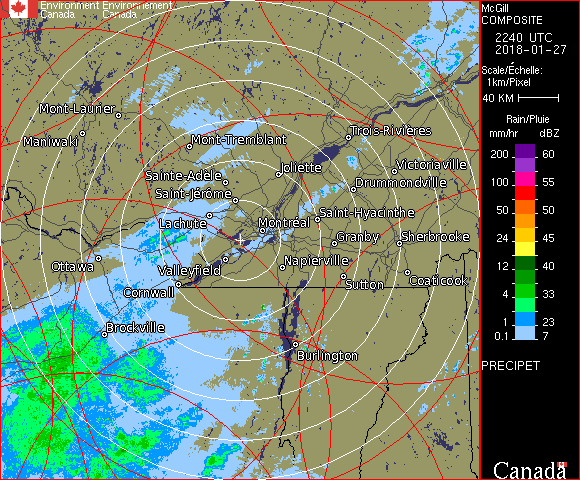 Environment Environnement
Canada Canada
McGill
COMPOSITE
2240 UTC
2018-01-27
Scale/Échelle:
1km/Pixel
40 KM
Rain/Pluie
mm/hr dBZ
200 60
100 55
50 50
24 45
12 40
4 33
1 23
0.1 7
PRECIPET
Canada
Mont-Laurier
Maniwaki
Mont-Tremblant
Trois-Rivières
Sainte-Adèle
Joliette
Victoriaville
Saint-Jérôme
Drummondville
Lachute
Montréal
Saint-Hyacinthe
Granby
Sherbrooke
Ottawa
Valleyfield
Napierville
Cornwall
Sutton
Coaticook
Brockville
Burlington